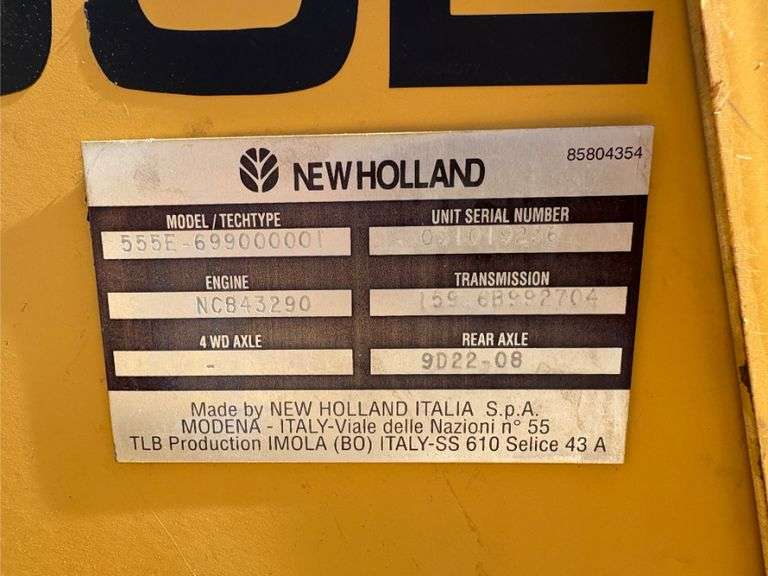 85804354
NEW HOLLAND
MODEL / TECHTYPE
UNIT SERIAL NUMBER
555E-699000001
ENGINE
TRANSMISSION
NC843290
4 WD AXLE
REAR AXLE
-
9D22-08
Made by NEW HOLLAND ITALIA S.p.A.
MODENA - ITALY-Viale delle Nazioni n° 55
TLB Production IMOLA (BO) ITALY-SS 610 Selice 43 A